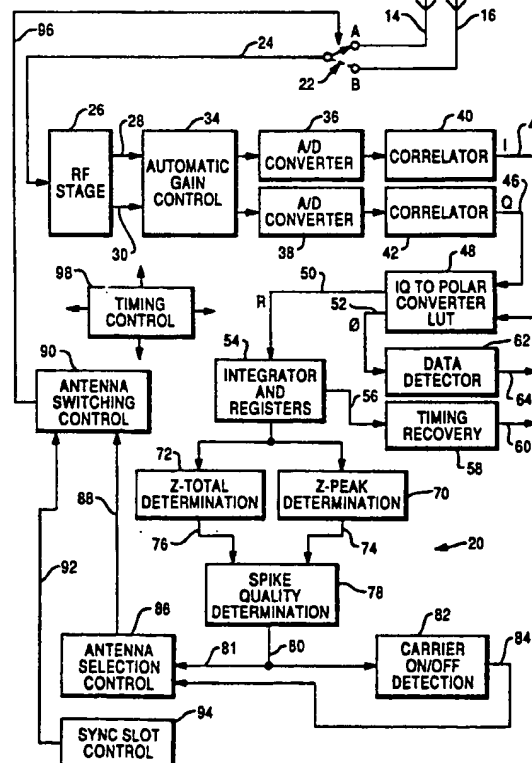 96
24
14
16
A
22
B
26
28
34
36
40
I
4
RF
STAGE
AUTOMATIC
GAIN
CONTROL
A/D
CONVERTER
CORRELATOR
46
A/D
CONVERTER
CORRELATOR
Q
30
38
42
48
98
TIMING
CONTROL
50
R
52
Ø
IQ TO POLAR
CONVERTER
LUT
62
90
54
ANTENNA
SWITCHING
CONTROL
INTEGRATOR
AND
REGISTERS
56
DATA
DETECTOR
64
TIMING
RECOVERY
60
58
72
88
Z-TOTAL
DETERMINATION
Z-PEAK
DETERMINATION
70
76
74
20
92
SPIKE
QUALITY
DETERMINATION
78
86
82
80
84
81
ANTENNA
SELECTION
CONTROL
CARRIER
ON/OFF
DETECTION
94
SYNC SLOT
CONTROL